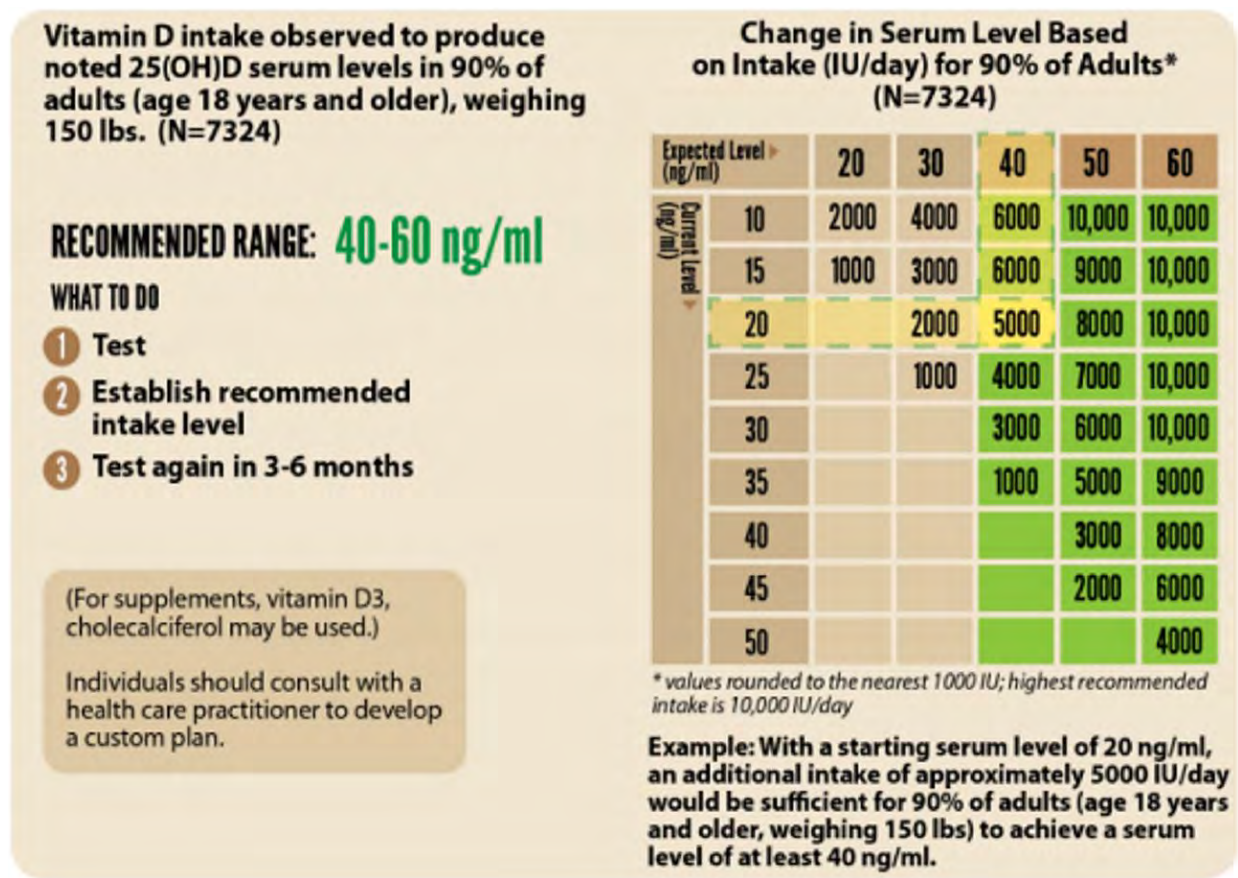 Vitamin D intake observed to produce
noted 25(OH)D serum levels in 90% of
adults (age 18 years and older), weighing
150 lbs. (N=7324)
RECOMMENDED RANGE: 40-60 ng/ml
WHAT TO DO
1 Test
2 Establish recommended
intake level
3 Test again in 3-6 months
(For supplements, vitamin D3,
cholecalciferol may be used.)
Individuals should consult with a
health care practitioner to develop
a custom plan.
Change in Serum Level Based
on Intake (IU/day) for 90% of Adults*
(N=7324)
Expected Level
(ng/ml)
20 30 40 50 60
Current Level
(ng/ml)
10 2000 4000 6000 10,000 10,000
15 1000 3000 6000 9000 10,000
20 2000 5000 8000 10,000
25 1000 4000 7000 10,000
30 3000 6000 10,000
35 1000 5000 9000
40 3000 8000
45 2000 6000
50 4000
* values rounded to the nearest 1000 IU; highest recommended
intake is 10,000 IU/day
Example: With a starting serum level of 20 ng/ml,
an additional intake of approximately 5000 IU/day
would be sufficient for 90% of adults (age 18 years
and older, weighing 150 lbs) to achieve a serum
level of at least 40 ng/ml.